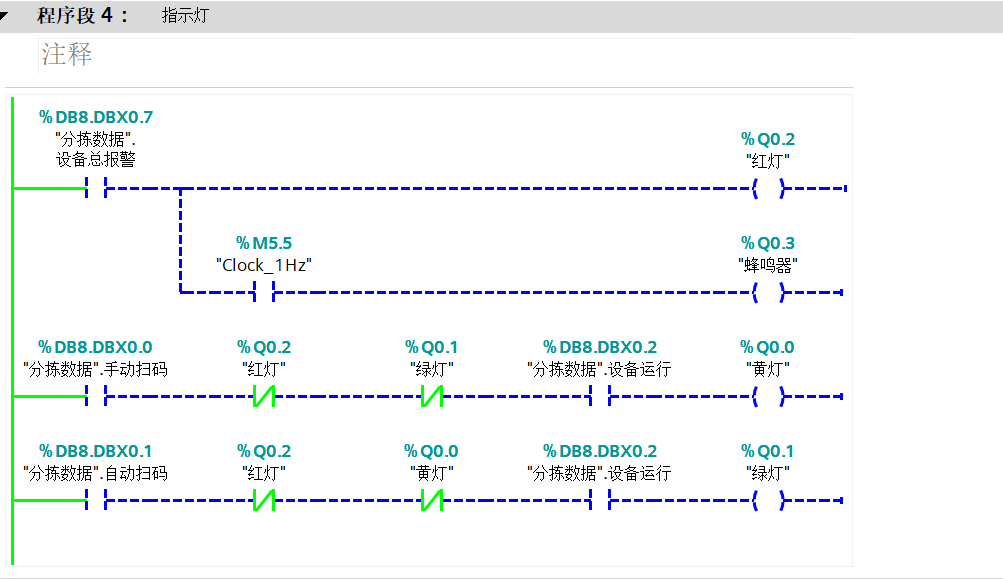 程序段 4： 指示灯
注释
%DB8.DBX0.7
"分拣数据".
设备总报警
%Q0.2
"红灯"
%M5.5
"Clock_1Hz"
%Q0.3
"蜂鸣器"
%DB8.DBX0.0 %Q0.2 %Q0.1 %DB8.DBX0.2 %Q0.0
"分拣数据".手动扫码 "红灯" "绿灯" "分拣数据".设备运行 "黄灯"
%DB8.DBX0.1 %Q0.2 %Q0.0 %DB8.DBX0.2 %Q0.1
"分拣数据".自动扫码 "红灯" "黄灯" "分拣数据".设备运行 "绿灯"